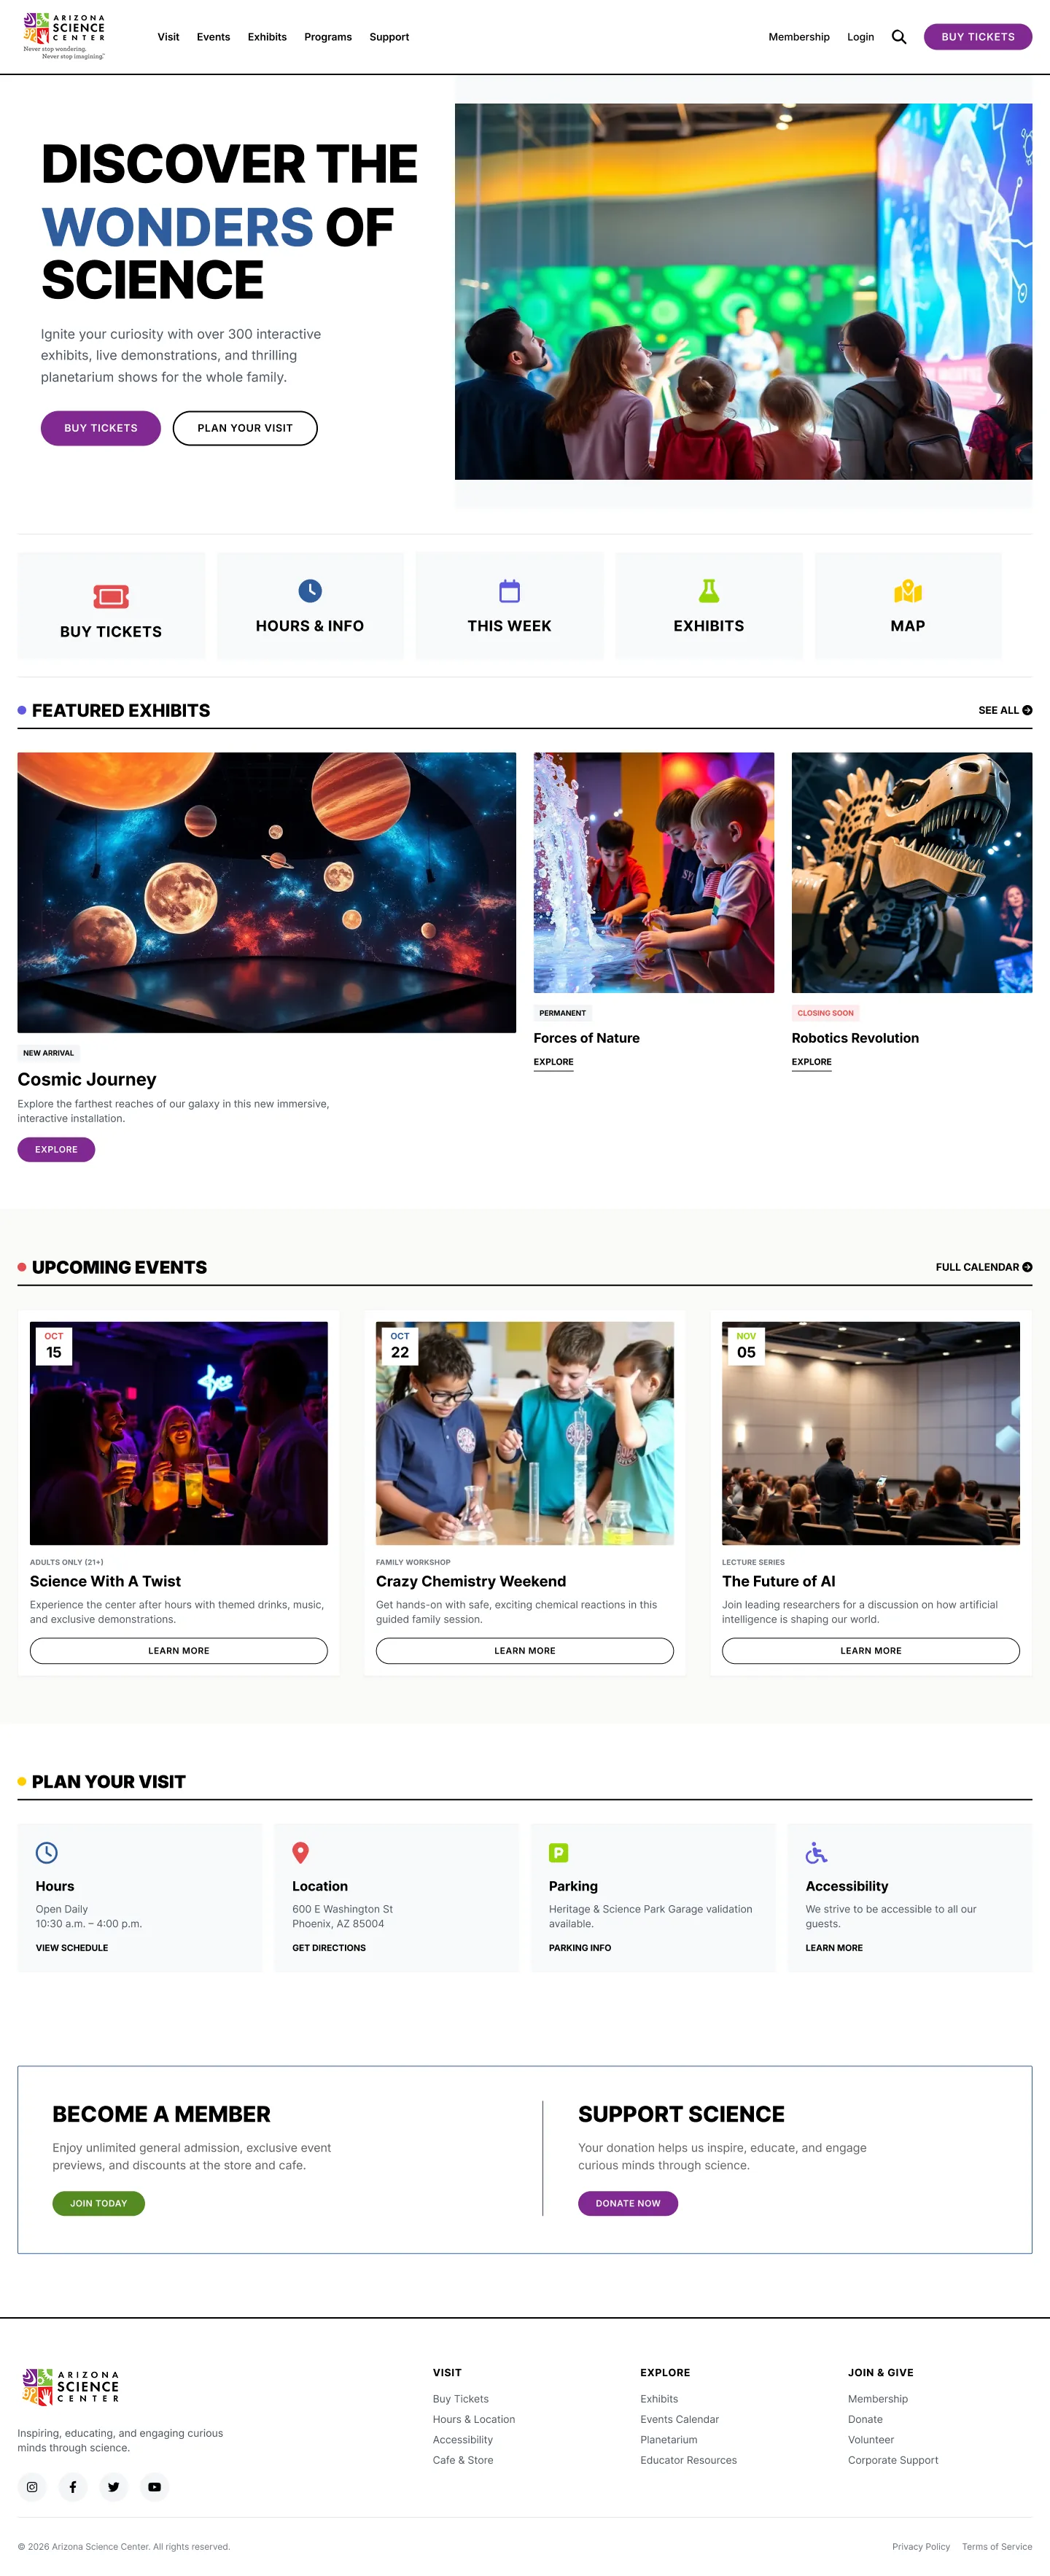 ARIZONA
SCIENCE
CENTER
Never stop wondering.
Never stop imagining.™
Visit
Events
Exhibits
Programs
Support
Membership
Login
BUY TICKETS
DISCOVER THE
WONDERS OF
SCIENCE
Ignite your curiosity with over 300 interactive
exhibits, live demonstrations, and thrilling
planetarium shows for the whole family.
BUY TICKETS
PLAN YOUR VISIT
BUY TICKETS
HOURS & INFO
THIS WEEK
EXHIBITS
MAP
FEATURED EXHIBITS
SEE ALL
NEW ARRIVAL
Cosmic Journey
Explore the farthest reaches of our galaxy in this new immersive,
interactive installation.
EXPLORE
PERMANENT
Forces of Nature
EXPLORE
CLOSING SOON
Robotics Revolution
EXPLORE
UPCOMING EVENTS
FULL CALENDAR
OCT
15
ADULTS ONLY (21+)
Science With A Twist
Experience the center after hours with themed drinks, music,
and exclusive demonstrations.
LEARN MORE
OCT
22
FAMILY WORKSHOP
Crazy Chemistry Weekend
Get hands-on with safe, exciting chemical reactions in this
guided family session.
LEARN MORE
NOV
05
LECTURE SERIES
The Future of AI
Join leading researchers for a discussion on how artificial
intelligence is shaping our world.
LEARN MORE
PLAN YOUR VISIT
Hours
Open Daily
10:30 a.m. – 4:00 p.m.
VIEW SCHEDULE
Location
600 E Washington St
Phoenix, AZ 85004
GET DIRECTIONS
P
Parking
Heritage & Science Park Garage validation
available.
PARKING INFO
Accessibility
We strive to be accessible to all our
guests.
LEARN MORE
BECOME A MEMBER
Enjoy unlimited general admission, exclusive event
previews, and discounts at the store and cafe.
JOIN TODAY
SUPPORT SCIENCE
Your donation helps us inspire, educate, and engage
curious minds through science.
DONATE NOW
ARIZONA
SCIENCE
CENTER
Inspiring, educating, and engaging curious
minds through science.
VISIT
Buy Tickets
Hours & Location
Accessibility
Cafe & Store
EXPLORE
Exhibits
Events Calendar
Planetarium
Educator Resources
JOIN & GIVE
Membership
Donate
Volunteer
Corporate Support
© 2026 Arizona Science Center. All rights reserved.
Privacy Policy
Terms of Service